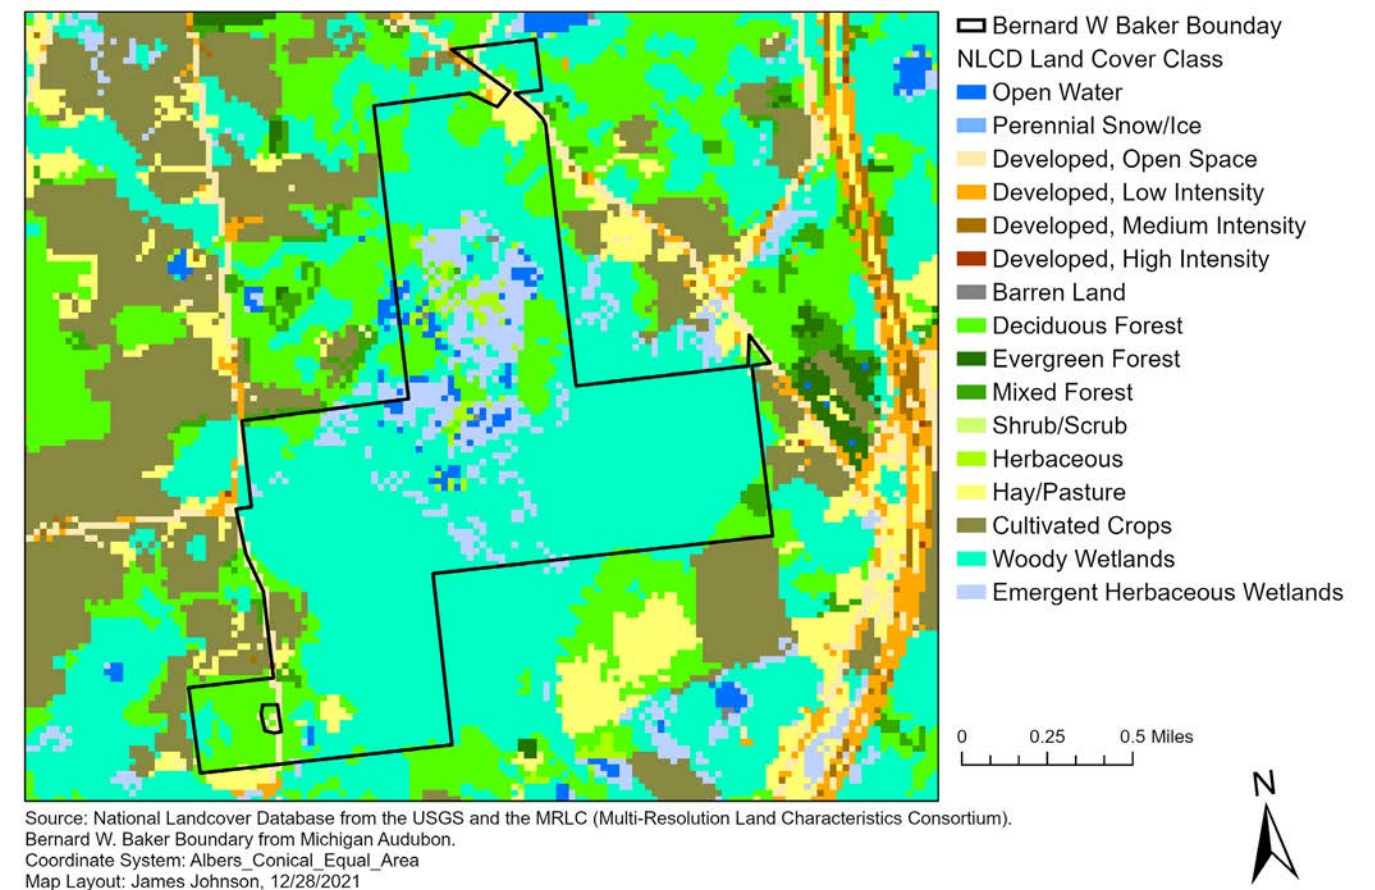 Bernard W Baker Bounday
NLCD Land Cover Class
Open Water
Perennial Snow/Ice
Developed, Open Space
Developed, Low Intensity
Developed, Medium Intensity
Developed, High Intensity
Barren Land
Deciduous Forest
Evergreen Forest
Mixed Forest
Shrub/Scrub
Herbaceous
Hay/Pasture
Cultivated Crops
Woody Wetlands
Emergent Herbaceous Wetlands
0 0.25 0.5 Miles
N
Source: National Landcover Database from the USGS and the MRLC (Multi-Resolution Land Characteristics Consortium).
Bernard W. Baker Boundary from Michigan Audubon.
Coordinate System: Albers_Conical_Equal_Area
Map Layout: James Johnson, 12/28/2021